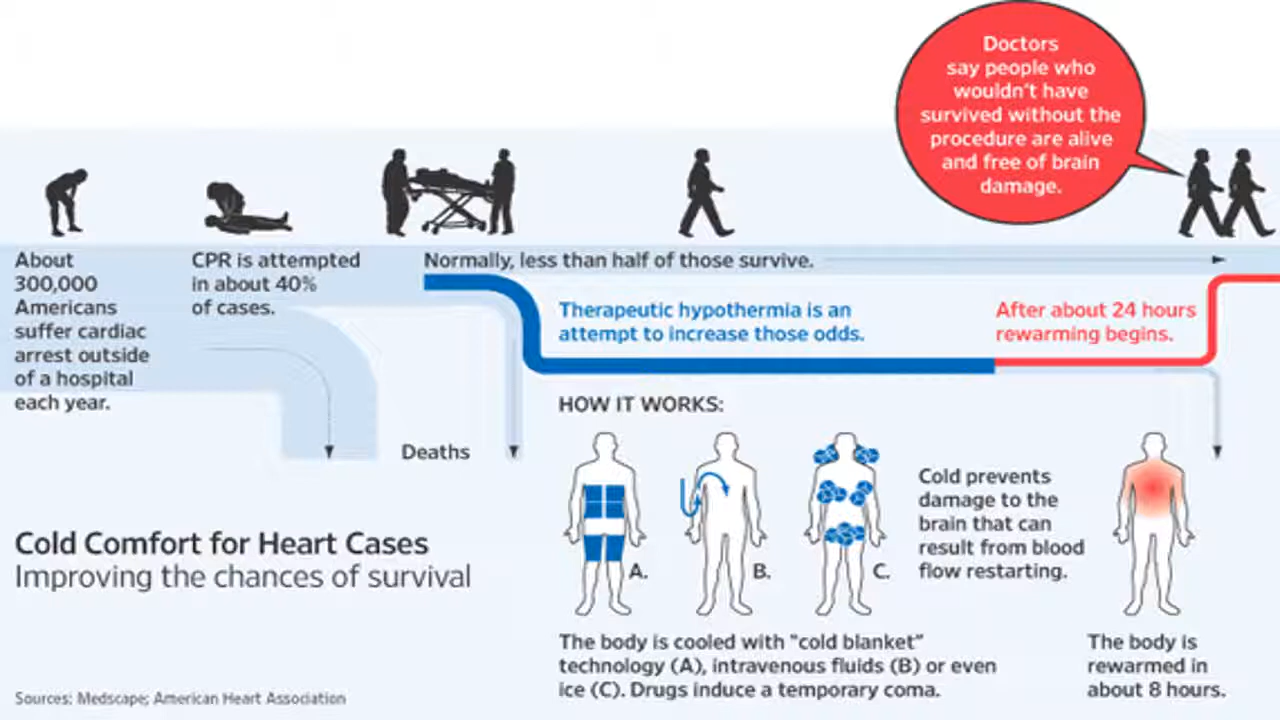 Doctors
say people who
wouldn't have
survived without the
procedure are alive
and free of brain
damage.
About
300,000
Americans
suffer cardiac
arrest outside
of a hospital
each year.
CPR is attempted
in about 40%
of cases.
Normally, less than half of those survive.
Therapeutic hypothermia is an
attempt to increase those odds.
After about 24 hours
rewarming begins.
Deaths
HOW IT WORKS:
A.
B.
C.
Cold prevents
damage to the
brain that can
result from blood
flow restarting.
The body is cooled with "cold blanket"
technology (A), intravenous fluids (B) or even
ice (C). Drugs induce a temporary coma.
The body is
rewarmed in
about 8 hours.
Cold Comfort for Heart Cases
Improving the chances of survival
Sources: Medscape; American Heart Association